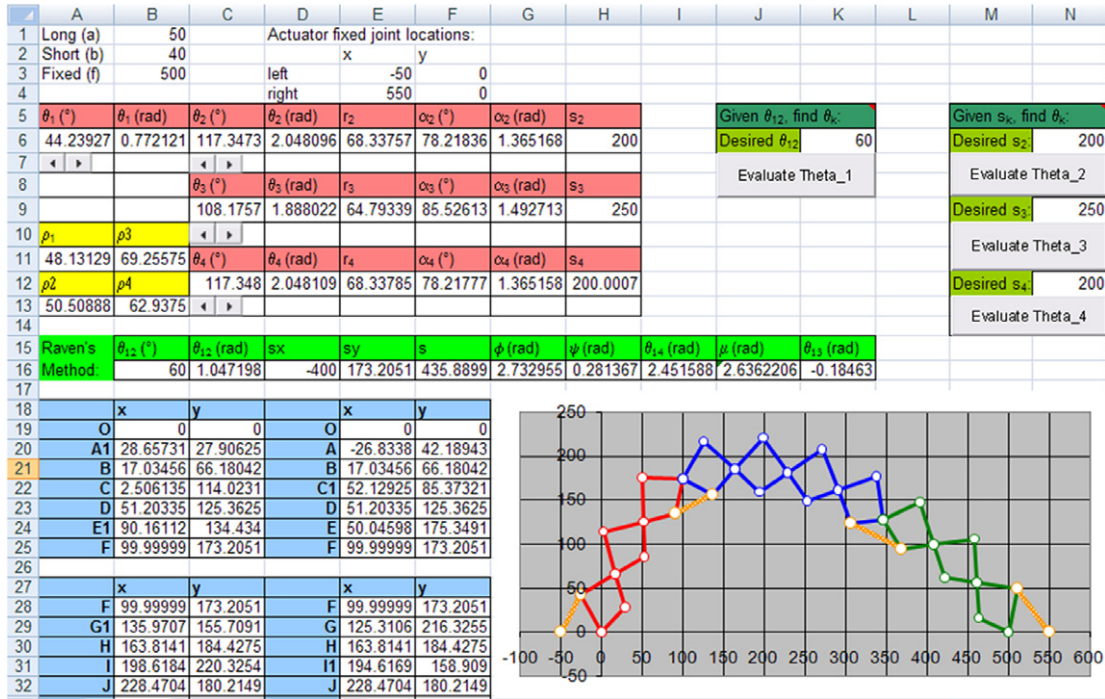 A B C D E F G H I J K L M N
1 Long (a) 50 Actuator fixed joint locations:
2 Short (b) 40 x y
3 Fixed (f) 500 left -50 0
4 right 550 0
5 θ1 (°) θ1 (rad) θ2 (°) θ2 (rad) r2 α2 (°) α2 (rad) s2 Given θ12, find θk: Given sk, find θk:
6 44.23927 0.772121 117.3473 2.048096 68.33757 78.21836 1.365168 200 Desired θ12 60 Desired s2: 200
7 Evaluate Theta_1 Evaluate Theta_2
8 θ3 (°) θ3 (rad) r3 α3 (°) α3 (rad) s3
9 108.1757 1.888022 64.79339 85.52613 1.492713 250 Desired s3: 250
10 ρ1 ρ3 Evaluate Theta_3
11 48.13129 69.25575 θ4 (°) θ4 (rad) r4 α4 (°) α4 (rad) s4
12 ρ2 ρ4 117.348 2.048109 68.33785 78.21777 1.365158 200.0007 Desired s4: 200
13 50.50888 62.9375 Evaluate Theta_4
14
15 Raven's θ12 (°) θ12 (rad) sx sy s ϕ (rad) ψ (rad) θ14 (rad) μ (rad) θ13 (rad)
16 Method: 60 1.047198 -400 173.2051 435.8899 2.732955 0.281367 2.451588 2.6362206 -0.18463
17
18 x y x y
19 O 0 0 O 0 0
20 A1 28.65731 27.90625 A -26.8338 42.18943
21 B 17.03456 66.18042 B 17.03456 66.18042
22 C 2.506135 114.0231 C1 52.12925 85.37321
23 D 51.20335 125.3625 D 51.20335 125.3625
24 E1 90.16112 134.434 E 50.04598 175.3491
25 F 99.99999 173.2051 F 99.99999 173.2051
26
27 x y x y
28 F 99.99999 173.2051 F 99.99999 173.2051
29 G1 135.9707 155.7091 G 125.3106 216.3255
30 H 163.8141 184.4275 H 163.8141 184.4275
31 I 198.6184 220.3254 I1 194.6169 158.909
32 J 228.4704 180.2149 J 228.4704 180.2149
250
200
150
100
50
0
-50
-100 -50 0 50 100 150 200 250 300 350 400 450 500 550 600